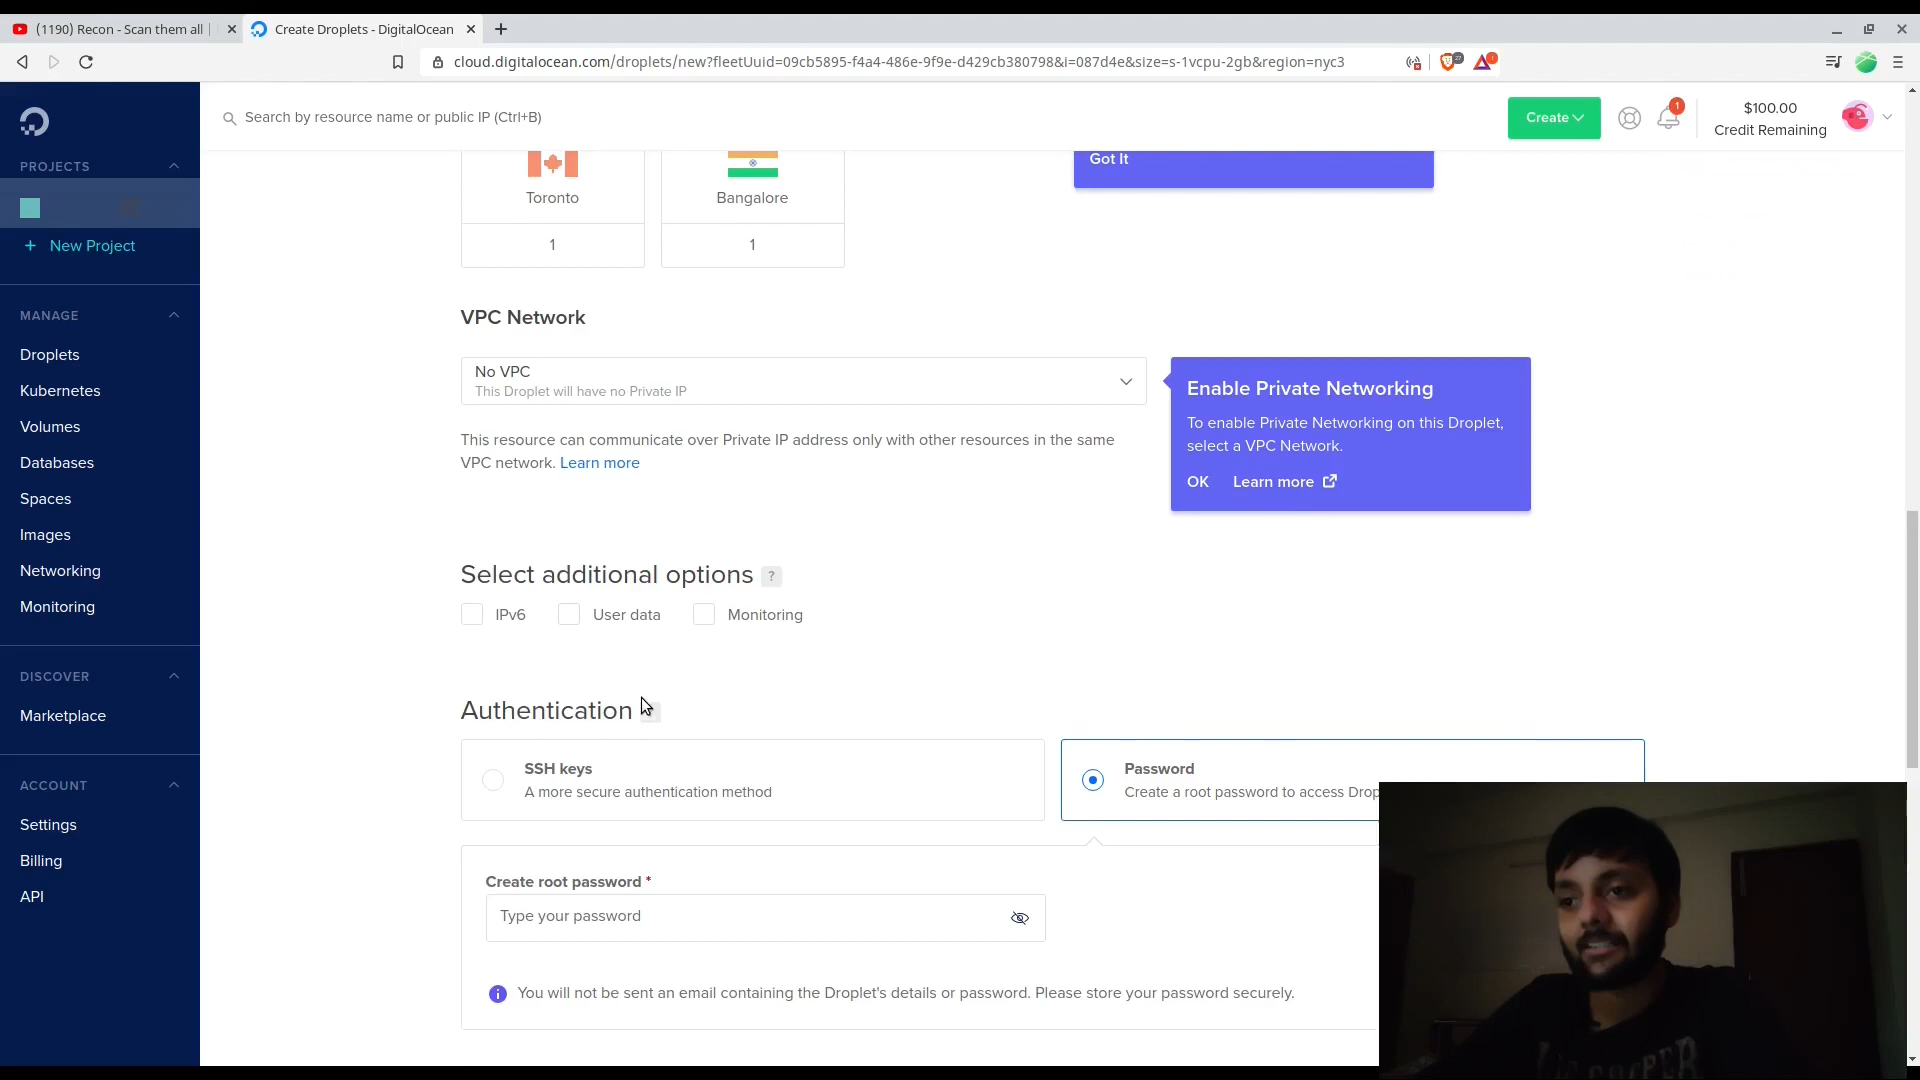 (1190) Recon - Scan them all
Create Droplets - DigitalOcean
cloud.digitalocean.com/droplets/new?fleetUuid=09cb5895-f4a4-486e-9f9e-d429cb380798&i=087d4e&size=s-1vcpu-2gb&region=nyc3
27
1
Search by resource name or public IP (Ctrl+B)
Create
1
$100.00
Credit Remaining
PROJECTS
+ New Project
MANAGE
Droplets
Kubernetes
Volumes
Databases
Spaces
Images
Networking
Monitoring
DISCOVER
Marketplace
ACCOUNT
Settings
Billing
API
Toronto
1
Bangalore
1
Got It
VPC Network
No VPC
This Droplet will have no Private IP
This resource can communicate over Private IP address only with other resources in the same
VPC network. Learn more
Enable Private Networking
To enable Private Networking on this Droplet,
select a VPC Network.
OK Learn more
Select additional options ?
IPv6 User data Monitoring
Authentication
SSH keys
A more secure authentication method
Password
Create a root password to access Drop
Create root password *
Type your password
You will not be sent an email containing the Droplet's details or password. Please store your password securely.